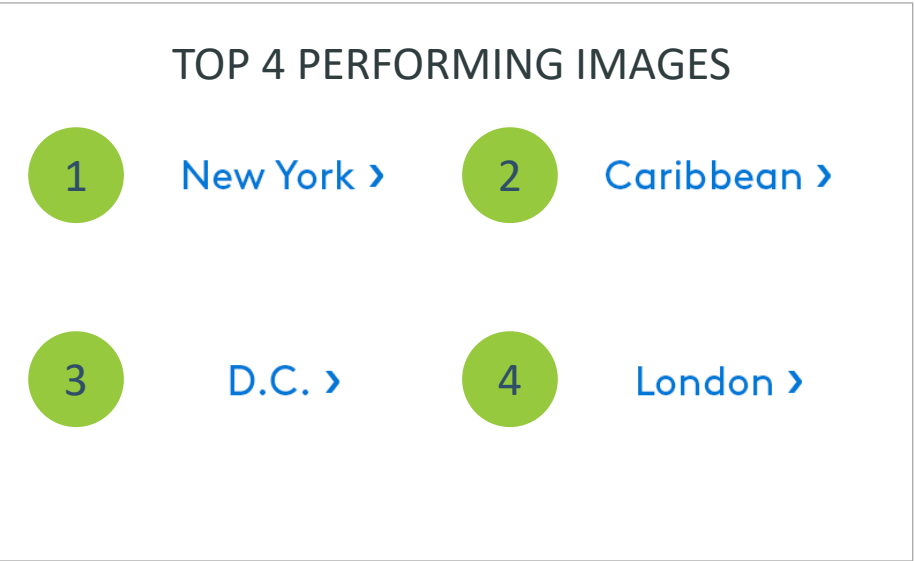 TOP 4 PERFORMING IMAGES
1 New York ›
2 Caribbean ›
3 D.C. ›
4 London ›